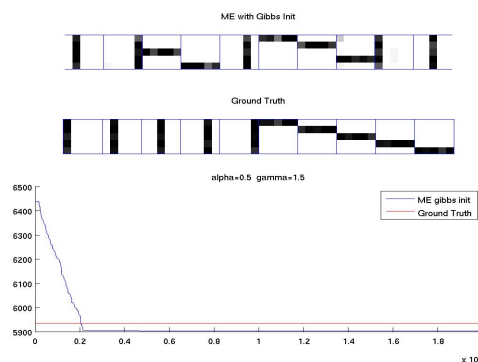 ME with Gibbs Init
Ground Truth
alpha=0.5 gamma=1.5
6500
6400
6300
6200
6100
6000
5900
ME gibbs init
Ground Truth
0 0.2 0.4 0.6 0.8 1 1.2 1.4 1.6 1.8
x 10